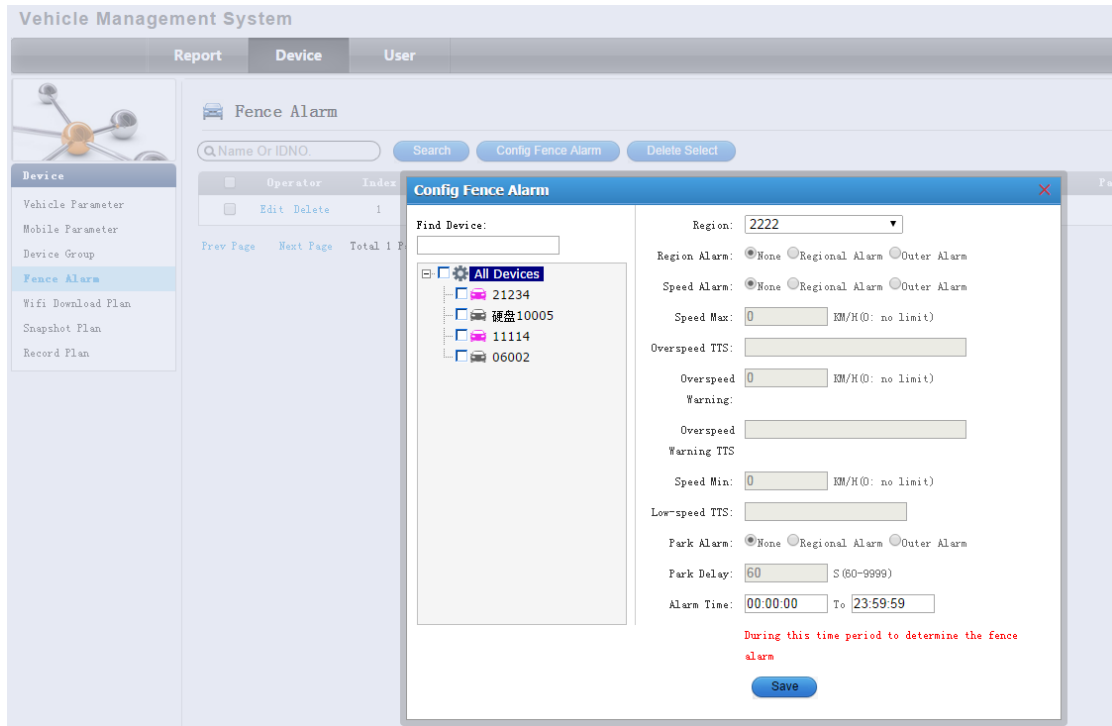 Vehicle Management System
Report Device User
Fence Alarm
Name Or IDNO. Search Config Fence Alarm Delete Select
Device
Vehicle Parameter
Mobile Parameter
Device Group
Fence Alarm
Wifi Download Plan
Snapshot Plan
Record Plan
Operator Index
Edit Delete 1
Prev Page Next Page Total 1
Config Fence Alarm
Find Device:
All Devices
21234
硬盘10005
11114
06002
Region: 2222
Region Alarm: None Regional Alarm Outer Alarm
Speed Alarm: None Regional Alarm Outer Alarm
Speed Max: 0 KM/H(0: no limit)
Overspeed TTS:
Overspeed 0 KM/H(0: no limit)
Warning:
Overspeed
Warning TTS
Speed Min: 0 KM/H(0: no limit)
Low-speed TTS:
Park Alarm: None Regional Alarm Outer Alarm
Park Delay: 60 S(60-9999)
Alarm Time: 00:00:00 To 23:59:59
During this time period to determine the fence
alarm
Save